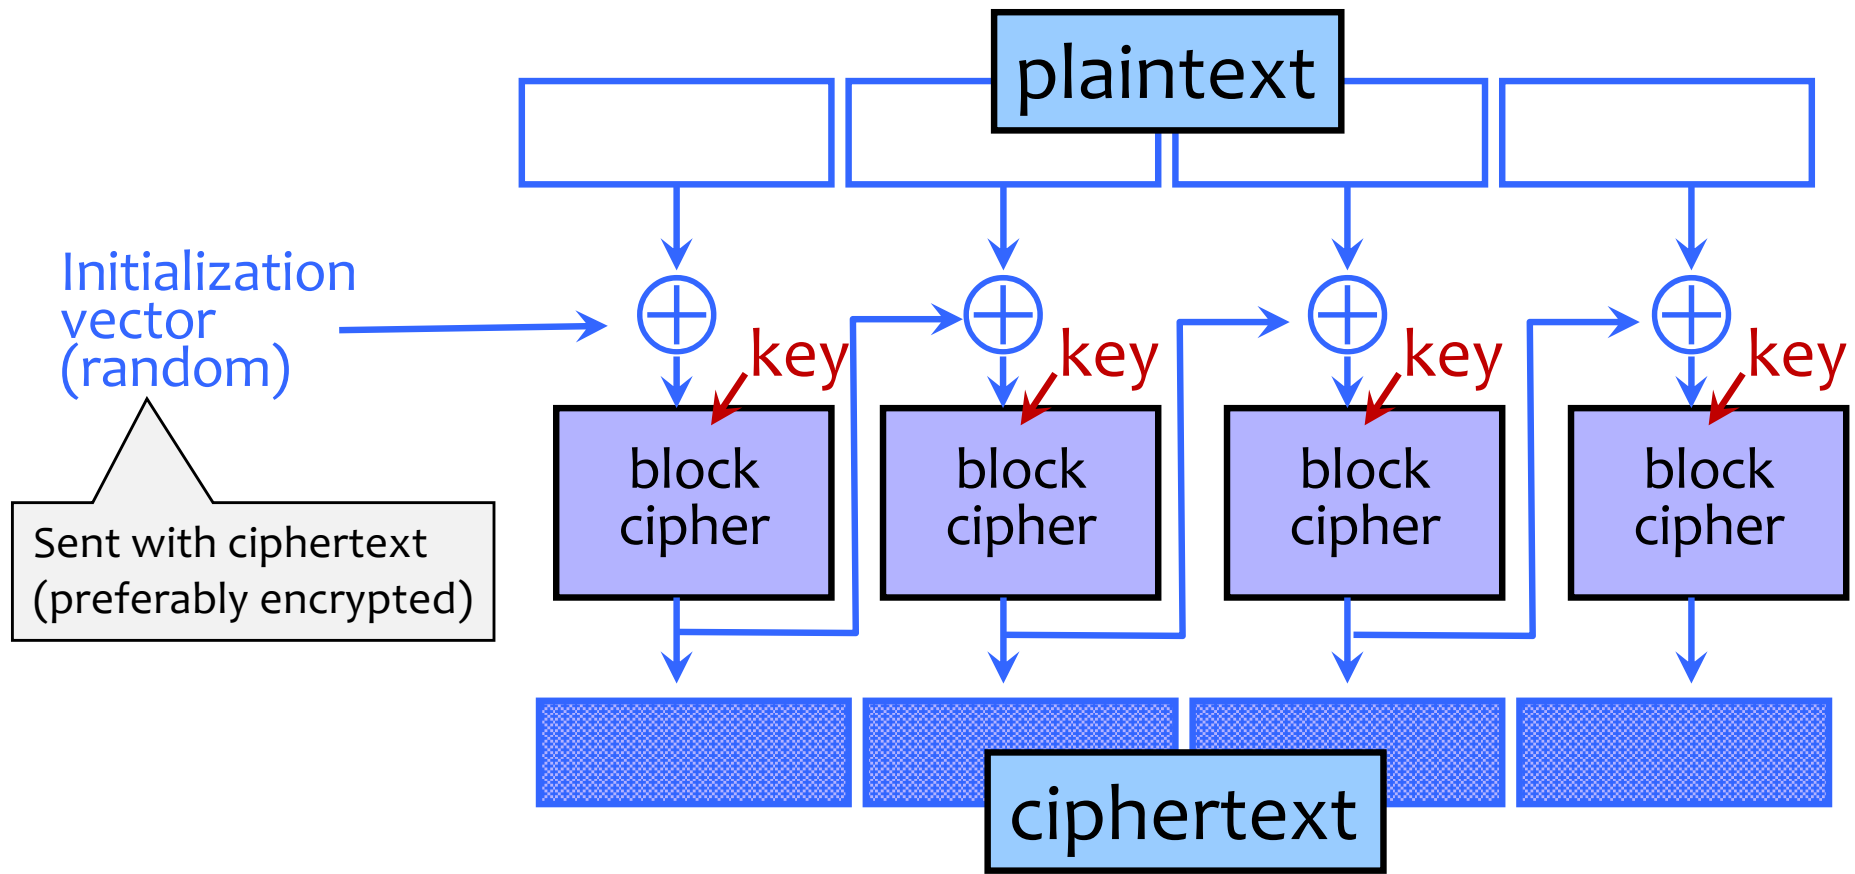 plaintext
Initialization
vector
(random)
key
key
key
key
block
cipher
block
cipher
block
cipher
block
cipher
Sent with ciphertext
(preferably encrypted)
ciphertext